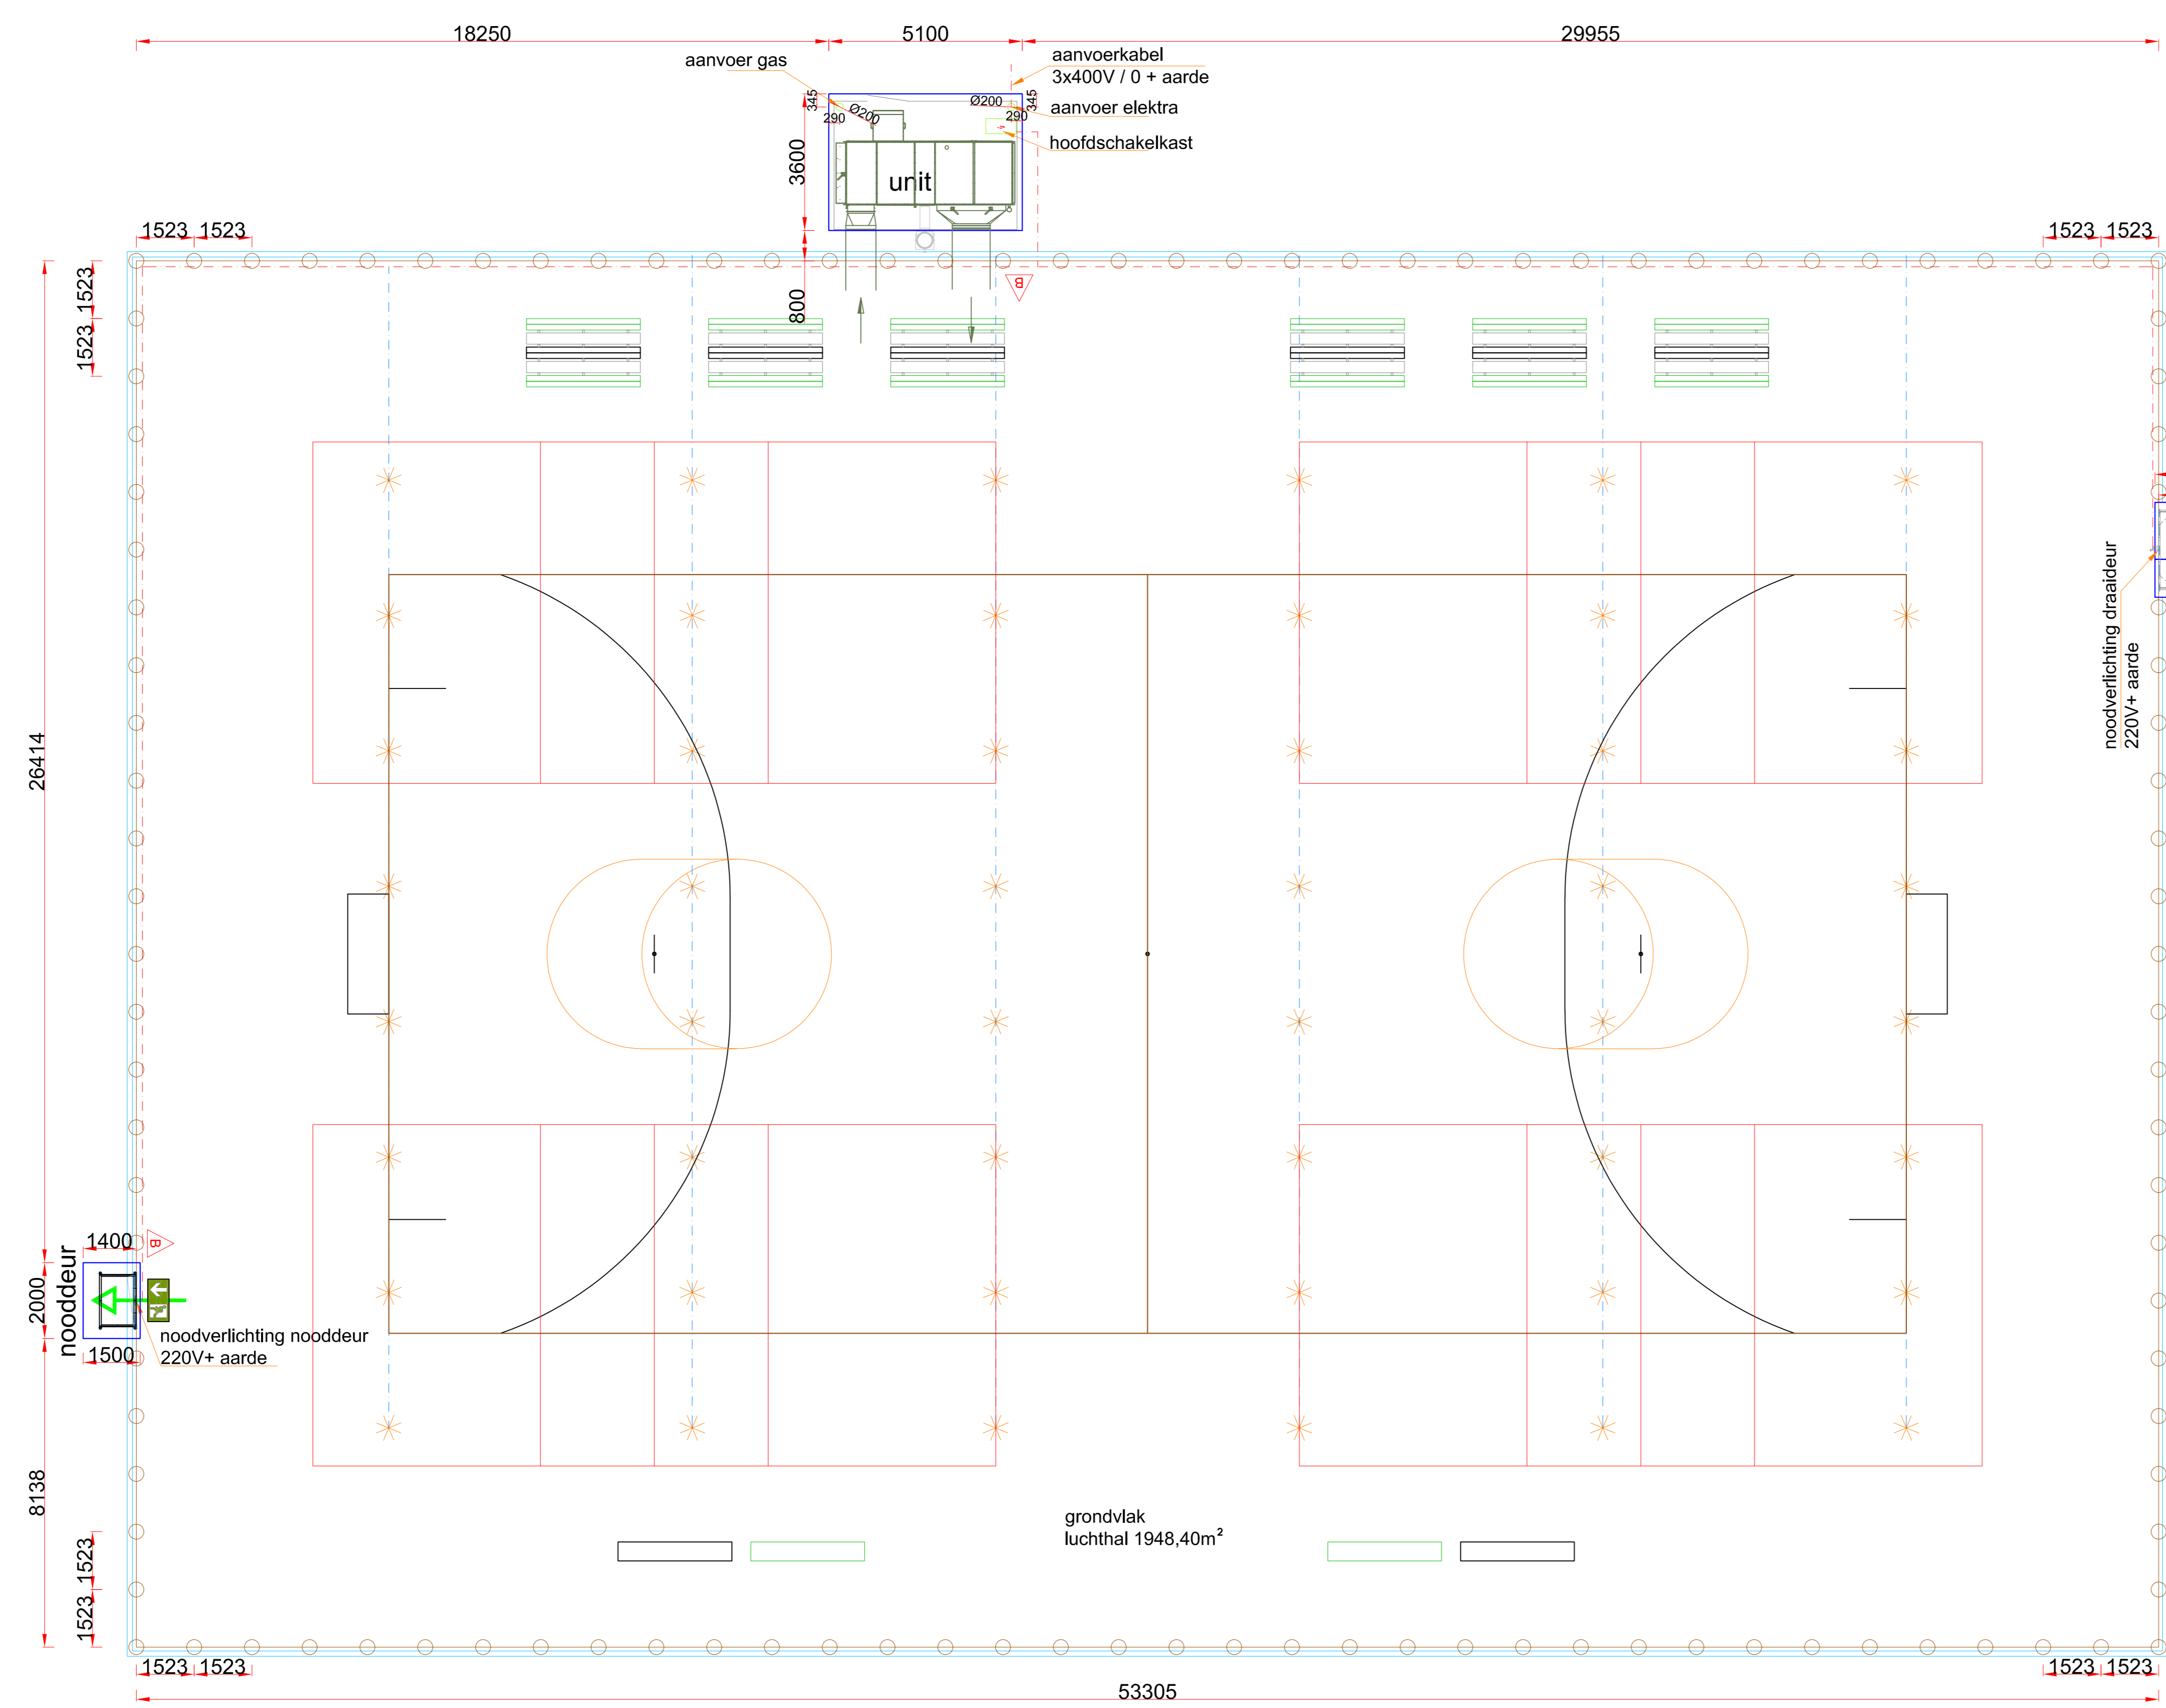 18250
5100
29955
aanvoer gas
aanvoerkabel
3x400V / 0 + aarde
aanvoer elektra
hoofdschakelkast
345
Ø200
290
Ø200
345
290
3600
unit
800
1523
1523
1523
1523
1523
1523
B
26414
noodverlichting draaideur
220V+ aarde
1400
B
2000
nooddeur
1500
noodverlichting nooddeur
220V+ aarde
8138
grondvlak
luchthal 1948,40m²
1523
1523
1523
1523
1523
1523
53305